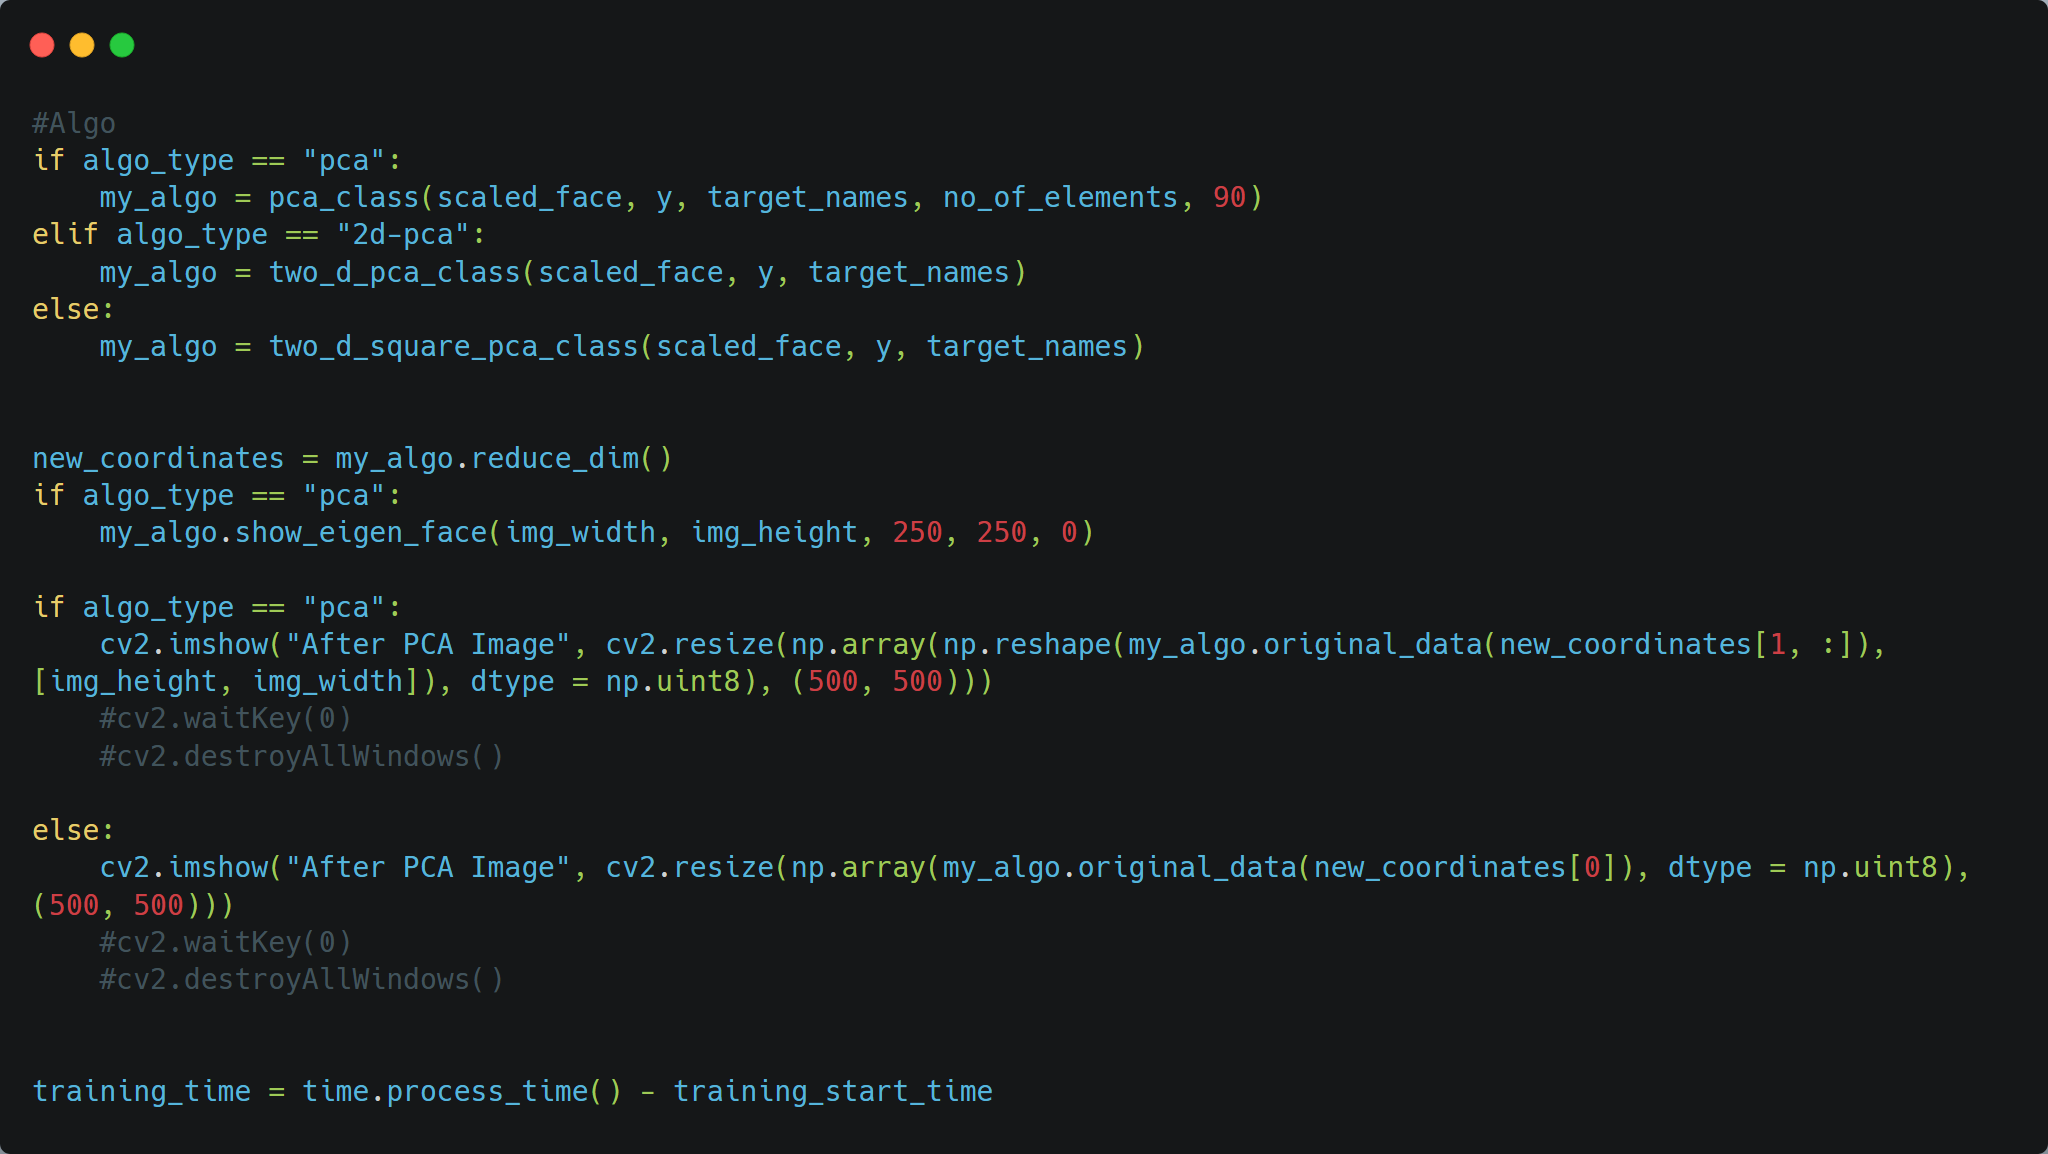 #Algo
if algo_type == "pca":
    my_algo = pca_class(scaled_face, y, target_names, no_of_elements, 90)
elif algo_type == "2d-pca":
    my_algo = two_d_pca_class(scaled_face, y, target_names)
else:
    my_algo = two_d_square_pca_class(scaled_face, y, target_names)
new_coordinates = my_algo.reduce_dim()
if algo_type == "pca":
    my_algo.show_eigen_face(img_width, img_height, 250, 250, 0)
if algo_type == "pca":
    cv2.imshow("After PCA Image", cv2.resize(np.array(np.reshape(my_algo.original_data(new_coordinates[1, :]),
[img_height, img_width]), dtype = np.uint8), (500, 500)))
    #cv2.waitKey(0)
    #cv2.destroyAllWindows()
else:
    cv2.imshow("After PCA Image", cv2.resize(np.array(my_algo.original_data(new_coordinates[0]), dtype = np.uint8),
(500, 500)))
    #cv2.waitKey(0)
    #cv2.destroyAllWindows()
training_time = time.process_time() - training_start_time